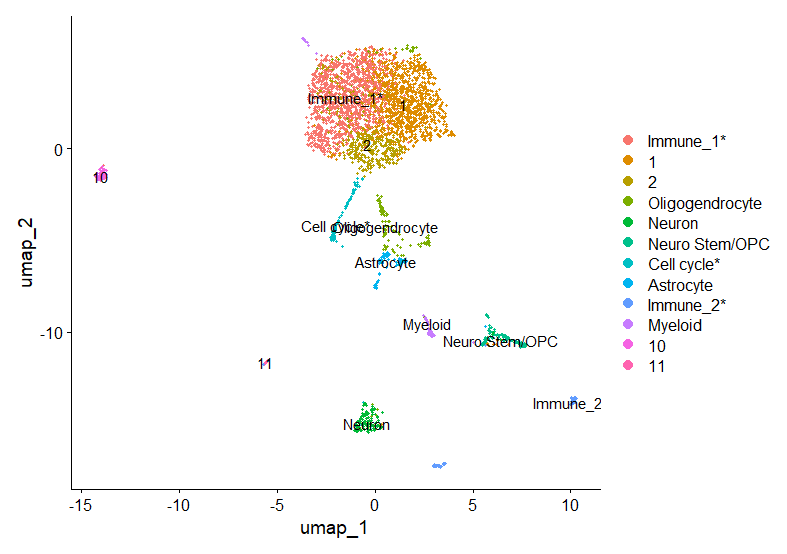 Immune_1*
1
2
10
Cell cycle*
Oligogendrocyte
Astrocyte
Myeloid
Neuro Stem/OPC
11
Immune_2
Neuron
0
-10
umap_2
-15
-10
-5
0
5
10
umap_1
Immune_1*
1
2
Oligogendrocyte
Neuron
Neuro Stem/OPC
Cell cycle*
Astrocyte
Immune_2*
Myeloid
10
11